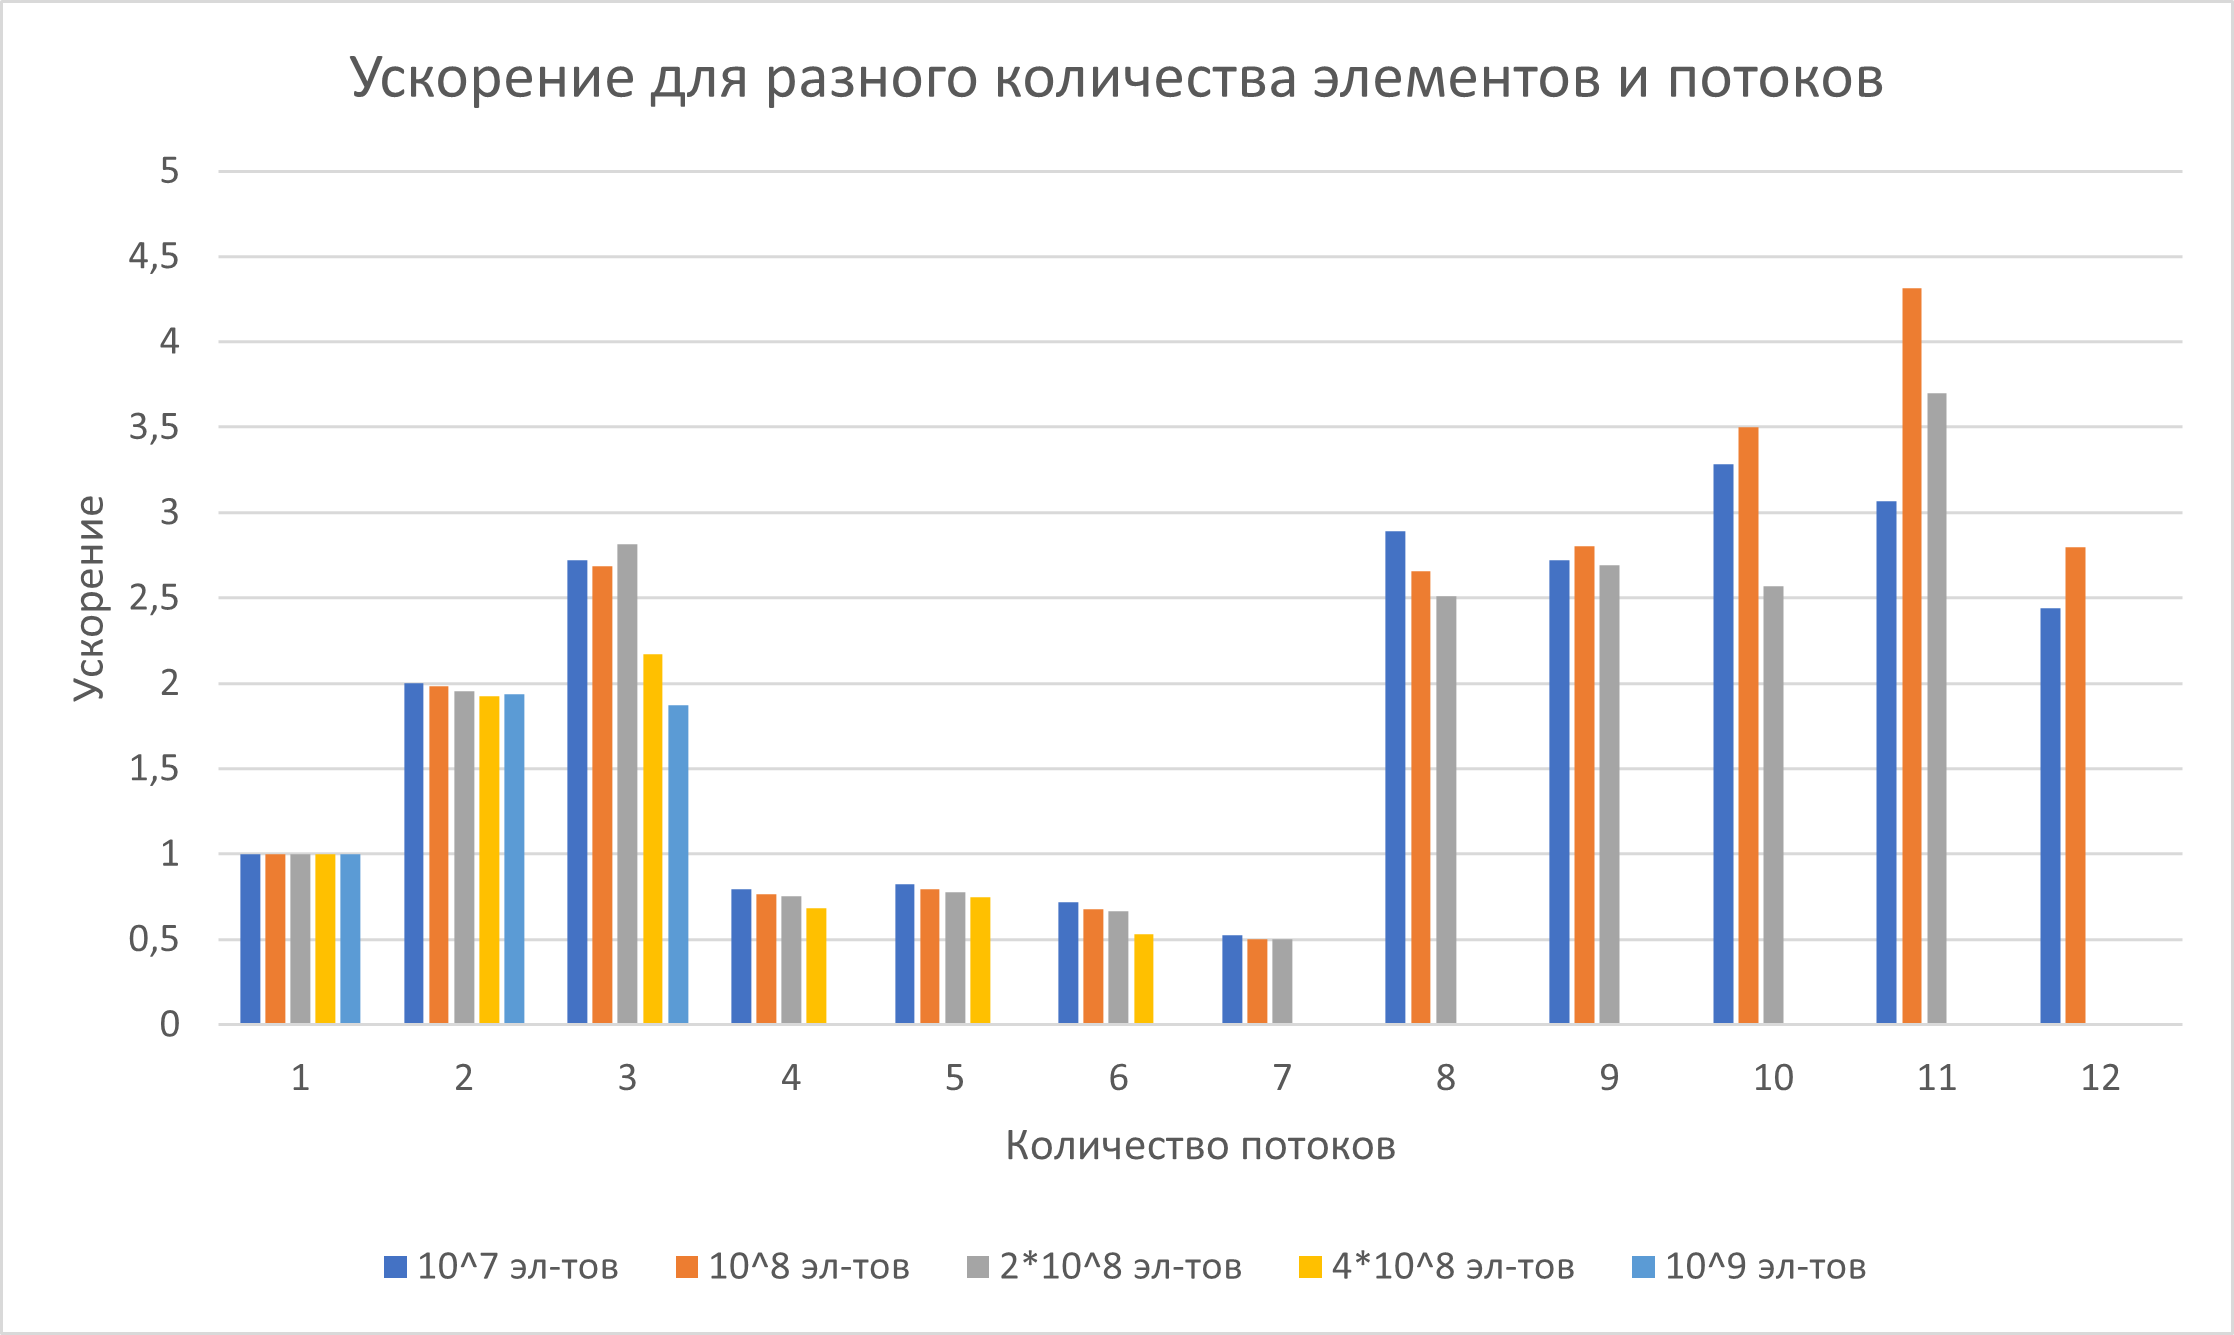 Ускорение для разного количества элементов и потоков
5
4,5
4
3,5
3
2,5
2
1,5
1
0,5
0
Ускорение
1 2 3 4 5 6 7 8 9 10 11 12
Количество потоков
10^7 эл-тов 10^8 эл-тов 2*10^8 эл-тов 4*10^8 эл-тов 10^9 эл-тов